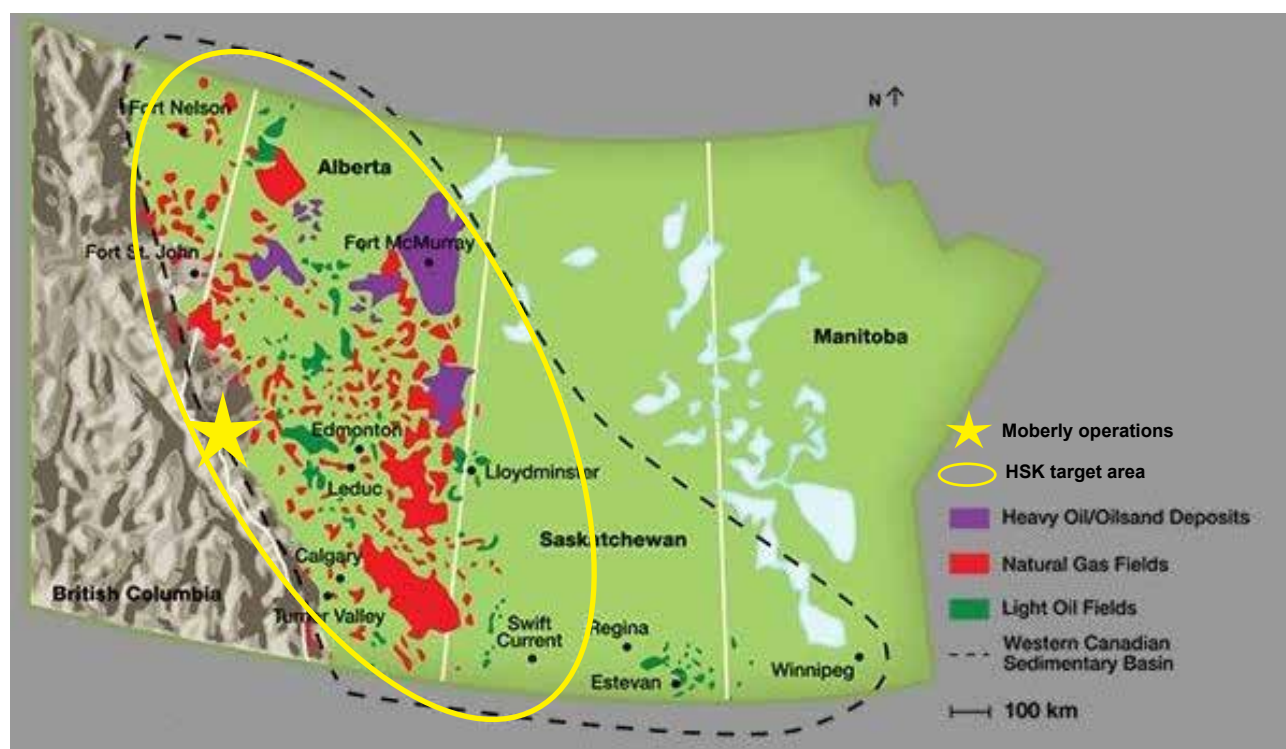 Fort Nelson
N
Alberta
Fort McMurray
Fort St. John
Manitoba
Moberly operations
Edmonton
Lloydminster
HSK target area
Leduc
Heavy Oil/Oilsand Deposits
Saskatchewan
Calgary
Natural Gas Fields
British Columbia
Turner Valley
Light Oil Fields
Swift
Current
Regina
Western Canadian
Sedimentary Basin
Winnipeg
Estevan
100 km